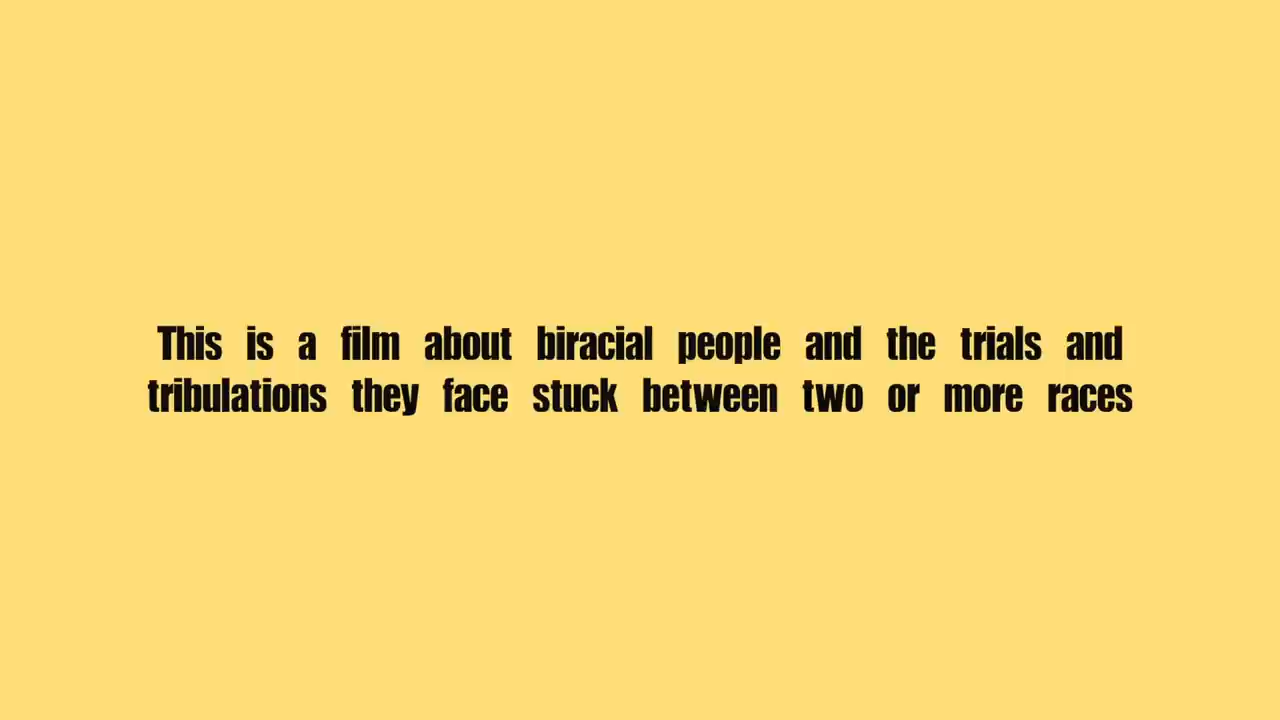 This is a film about biracial people and the trials and
tribulations they face stuck between two or more races